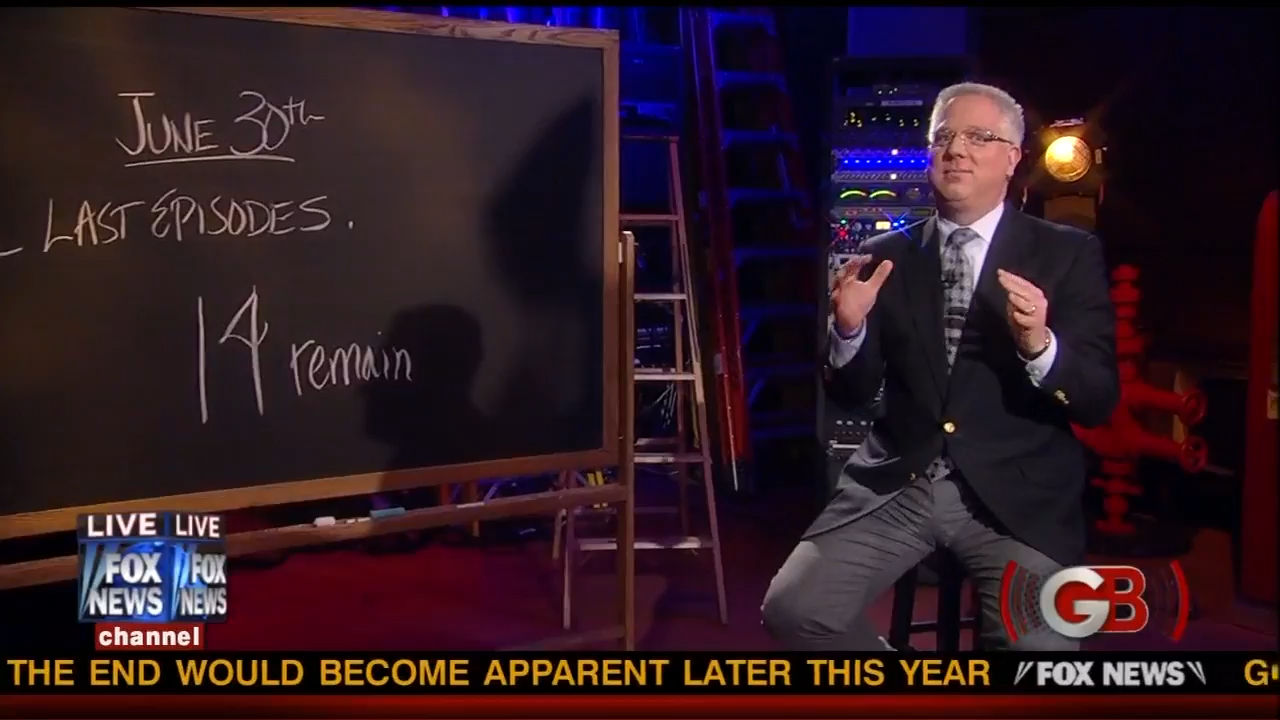 JUNE 30th
LAST EPISODES.
14 remain
LIVE LIVE
FOX NEWS FOX NEWS
channel
GB
THE END WOULD BECOME APPARENT LATER THIS YEAR FOX NEWS